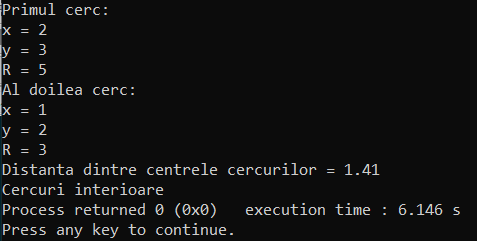 Primul cerc:
x = 2
y = 3
R = 5
Al doilea cerc:
x = 1
y = 2
R = 3
Distanta dintre centrele cercurilor = 1.41
Cercuri interioare
Process returned 0 (0x0)   execution time : 6.146 s
Press any key to continue.